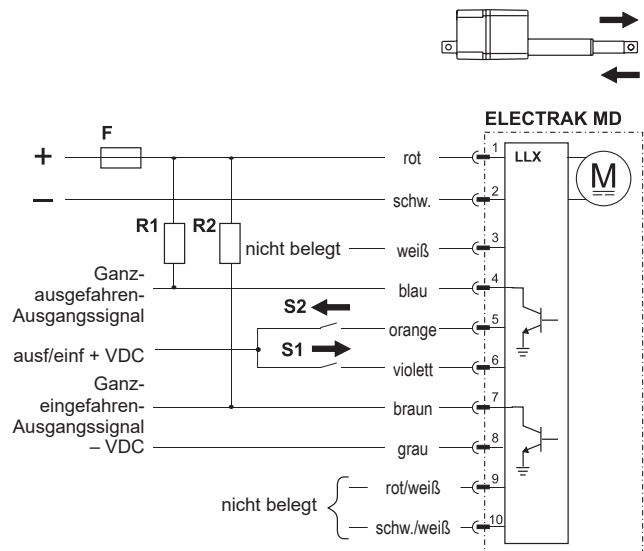 ELECTRAK MD
F
+
rot
1
LLX
M
–
schw.
2
R1
R2
nicht belegt
weiß
3
Ganz-
ausgefahren-
Ausgangssignal
blau
4
S2
orange
5
ausf/einf + VDC
S1
violett
6
Ganz-
eingefahren-
Ausgangssignal
braun
7
– VDC
grau
8
nicht belegt
rot/weiß
9
schw./weiß
10